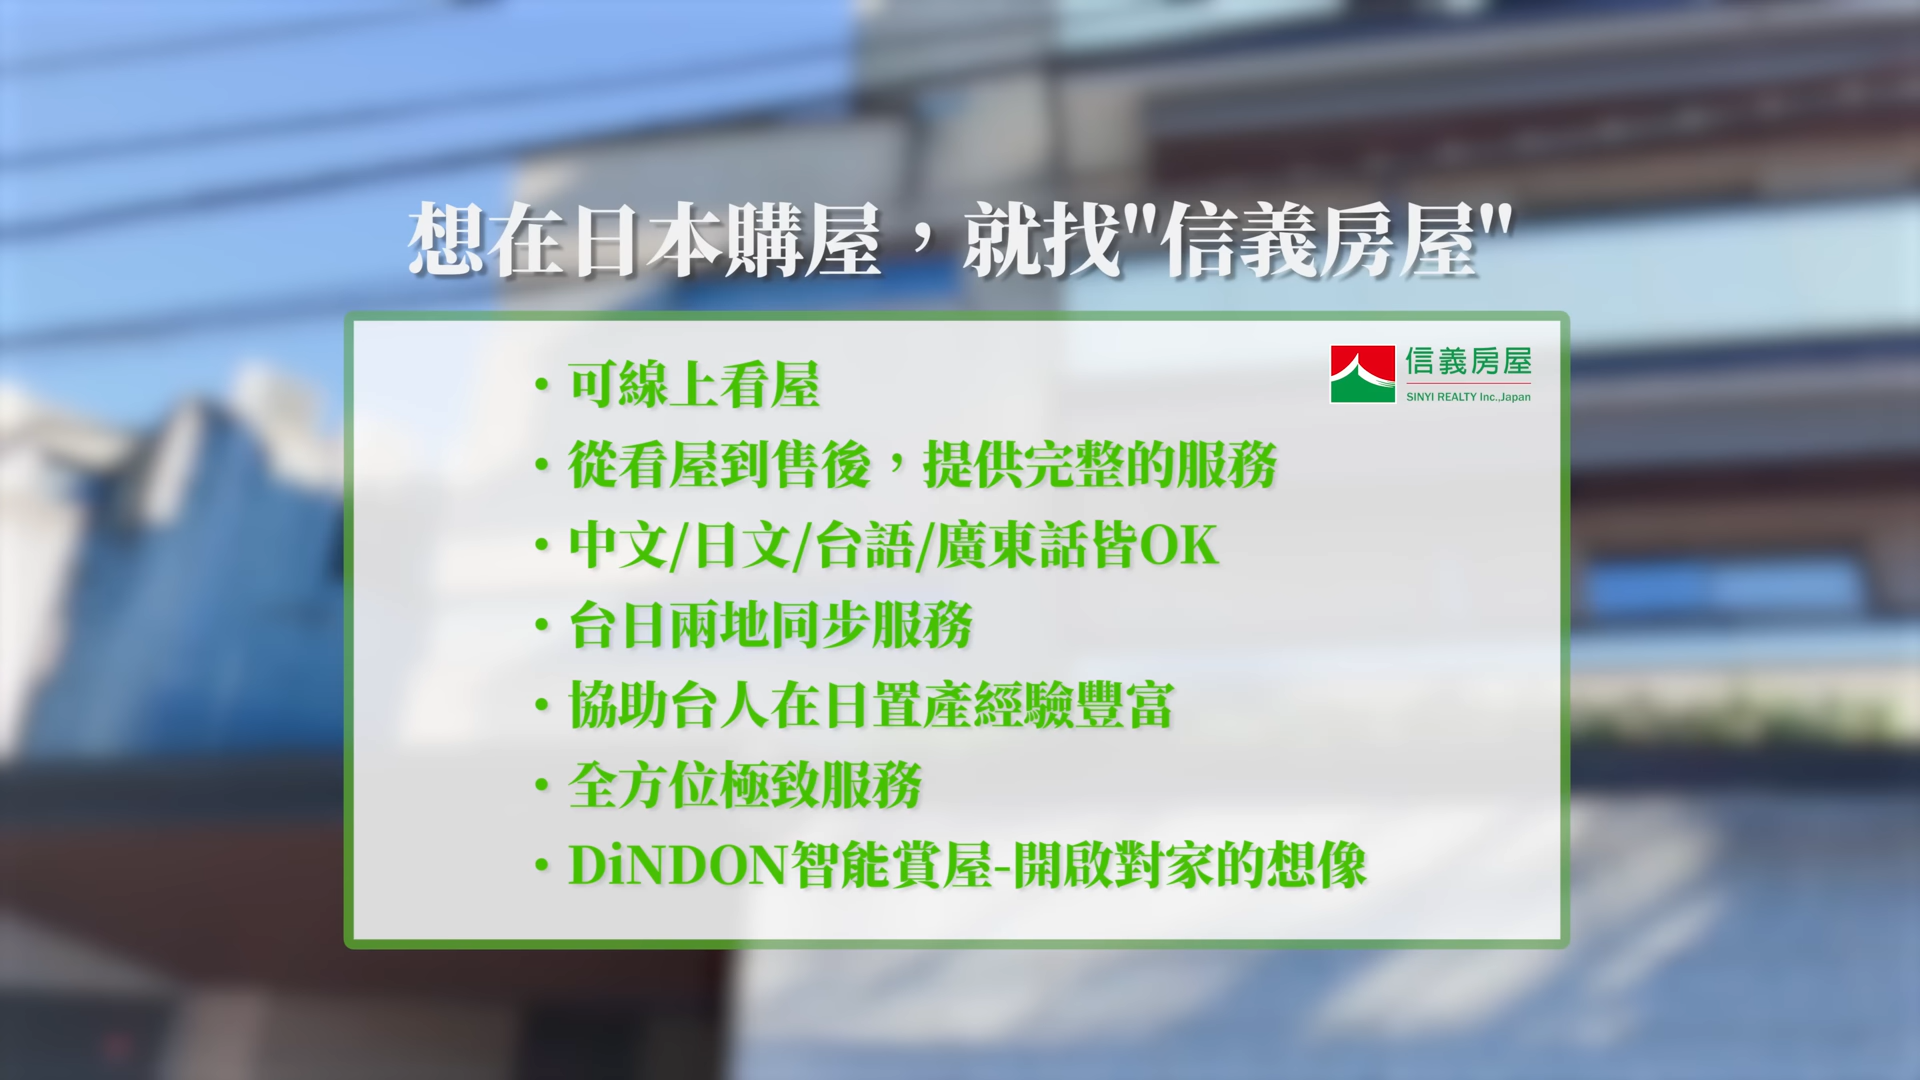 想在日本購屋，就找"信義房屋"
信義房屋
SINYI REALTY Inc.,Japan
・可線上看屋
・從看屋到售後，提供完整的服務
・中文/日文/台語/廣東話皆OK
・台日兩地同步服務
・協助台人在日置產經驗豐富
・全方位極致服務
・DiNDON智能賞屋-開啟對家的想像